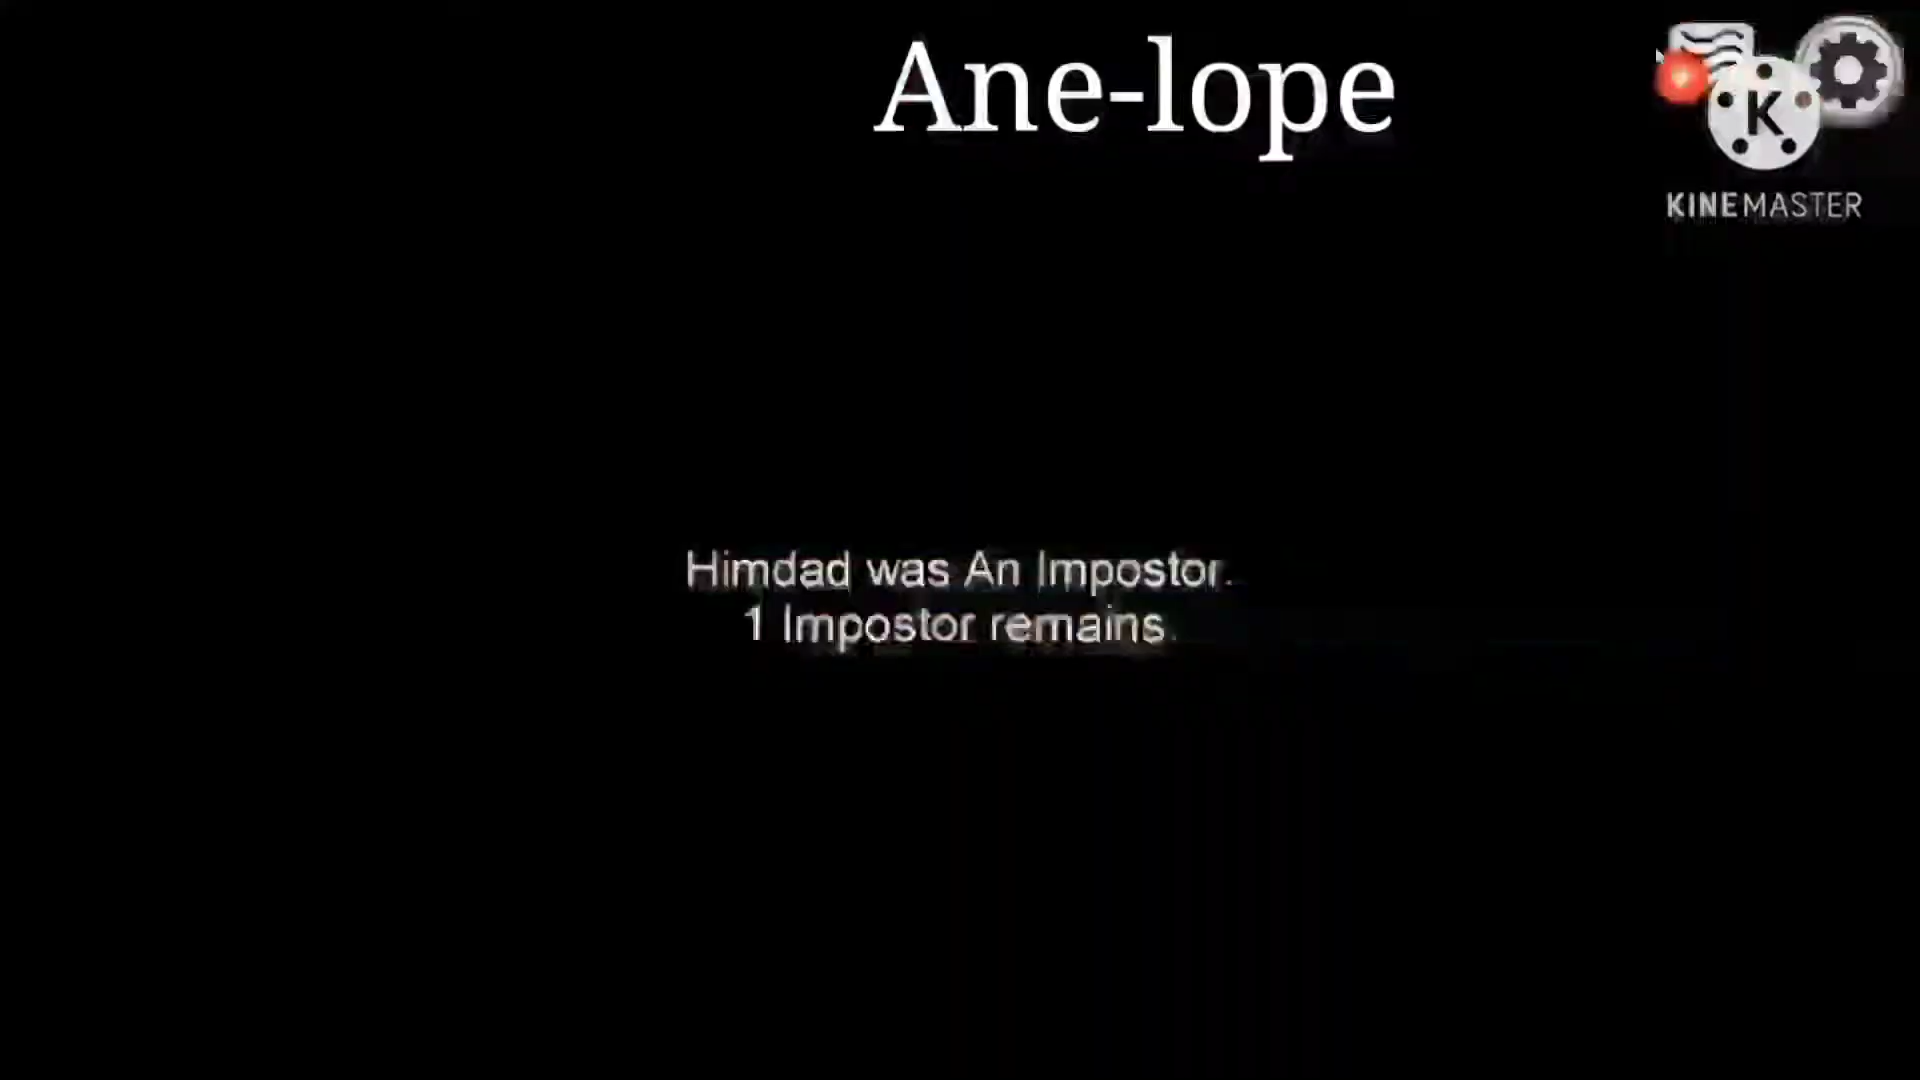 Ane-lope
K
KINEMASTER
Himdad was An Impostor.
1 Impostor remains.